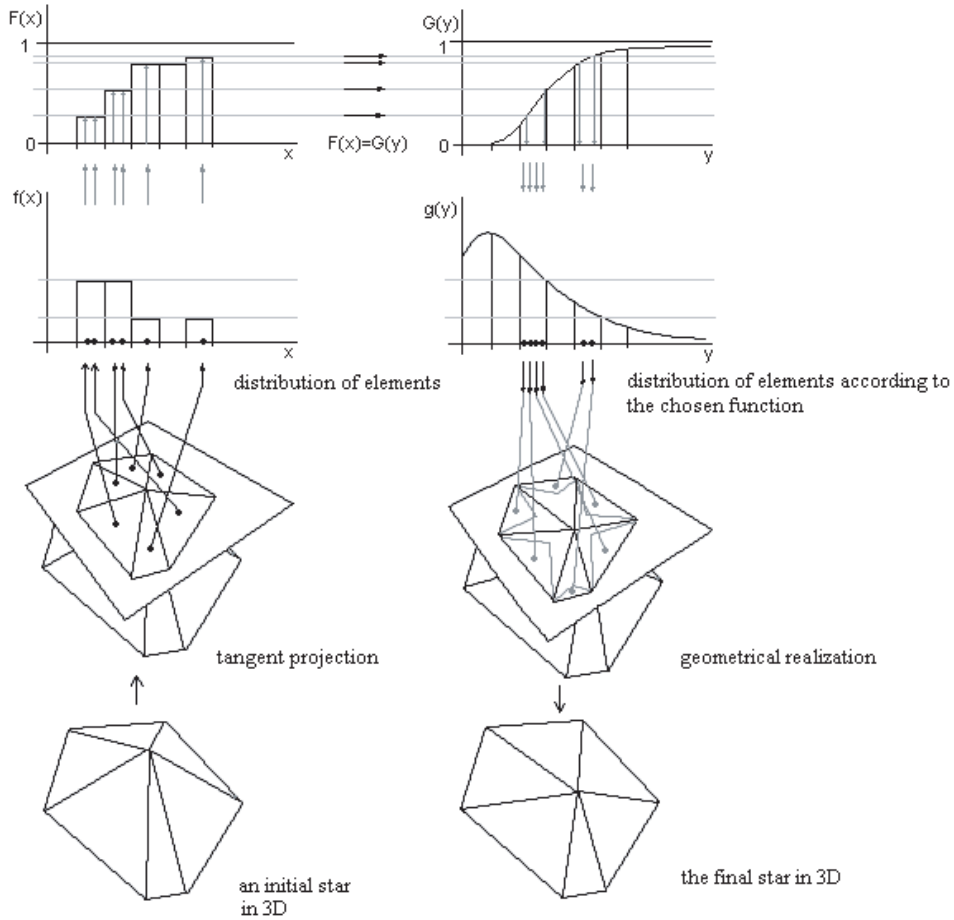 F(x)
1
0
x
F(x)=G(y)
G(y)
1
0
y
f(x)
x
g(y)
y
distribution of elements
distribution of elements according to
the chosen function
tangent projection
geometrical realization
an initial star
in 3D
the final star in 3D